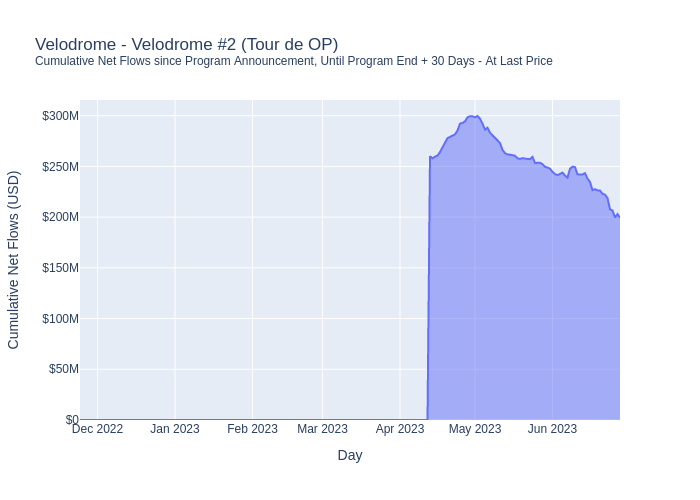 Velodrome - Velodrome #2 (Tour de OP)
Cumulative Net Flows since Program Announcement, Until Program End + 30 Days - At Last Price
Cumulative Net Flows (USD)
$300M
$250M
$200M
$150M
$100M
$50M
$0
Dec 2022 Jan 2023 Feb 2023 Mar 2023 Apr 2023 May 2023 Jun 2023
Day